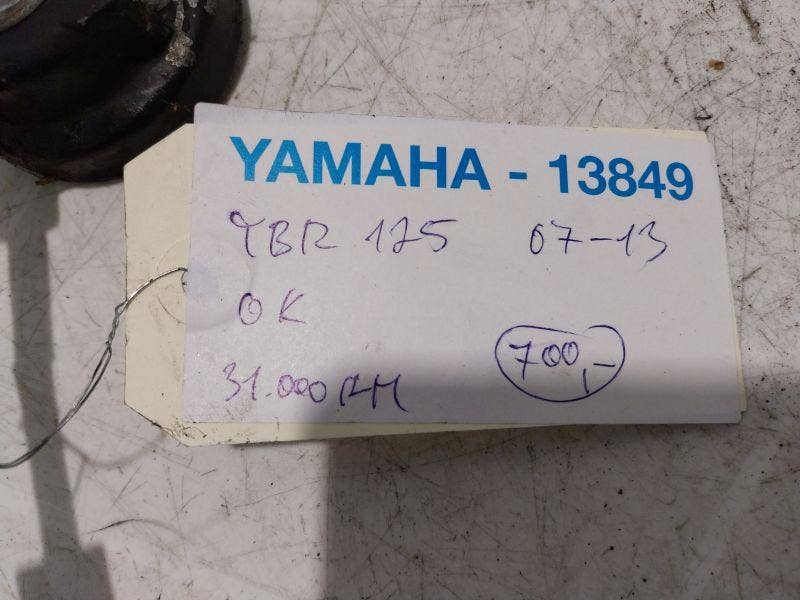 YAMAHA - 13849
YBR 125 07-13
OK
31.000 KM
700,-